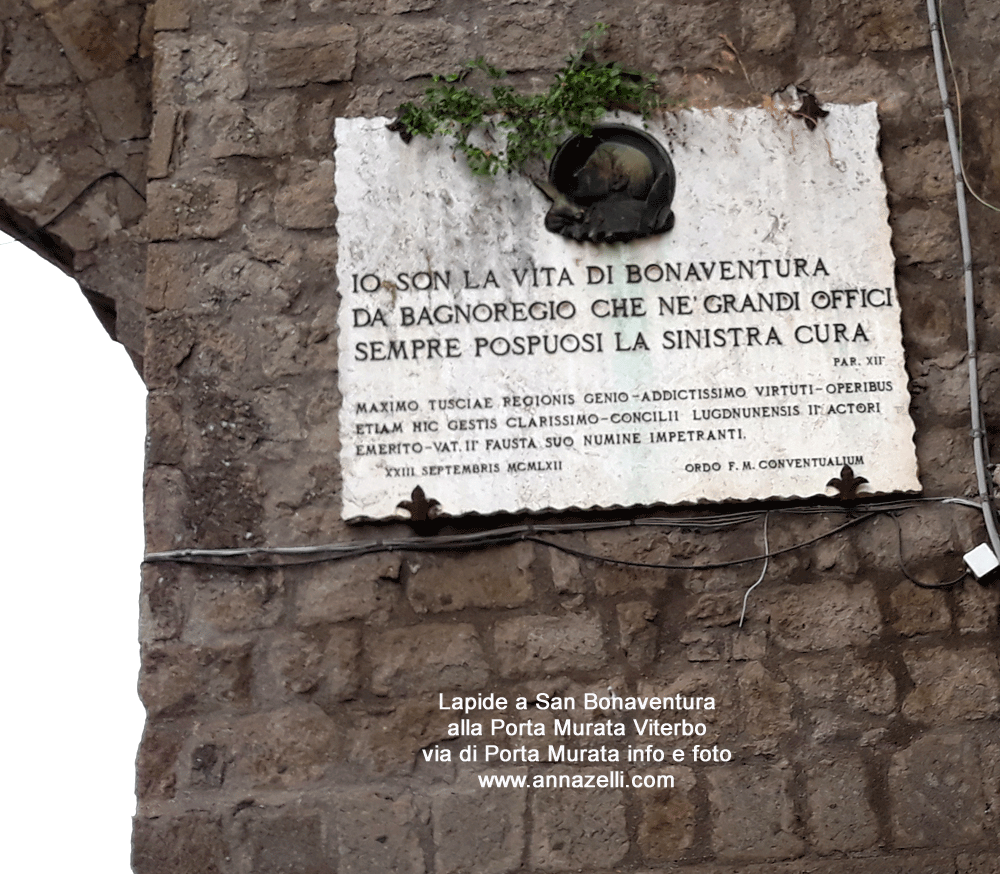 IO SON LA VITA DI BONAVENTURA
DA BAGNOREGIO CHE NE' GRANDI OFFICI
SEMPRE POSPUOSI LA SINISTRA CURA
PAR. XII
MAXIMO TUSCIAE REGIONIS GENIO-ADDICTISSIMO VIRTUTI-OPERIBUS
ETIAM HIC GESTIS CLARISSIMO-CONCILII LUGDNUNENSIS II ACTORI
EMERITO-VAT. II FAUSTA SUO NUMINE IMPETRANTI.
XXIII SEPTEMBRIS MCMLXII
ORDO F. M. CONVENTUALIUM
Lapide a San Bonaventura
alla Porta Murata Viterbo
via di Porta Murata info e foto
www.annazelli.com